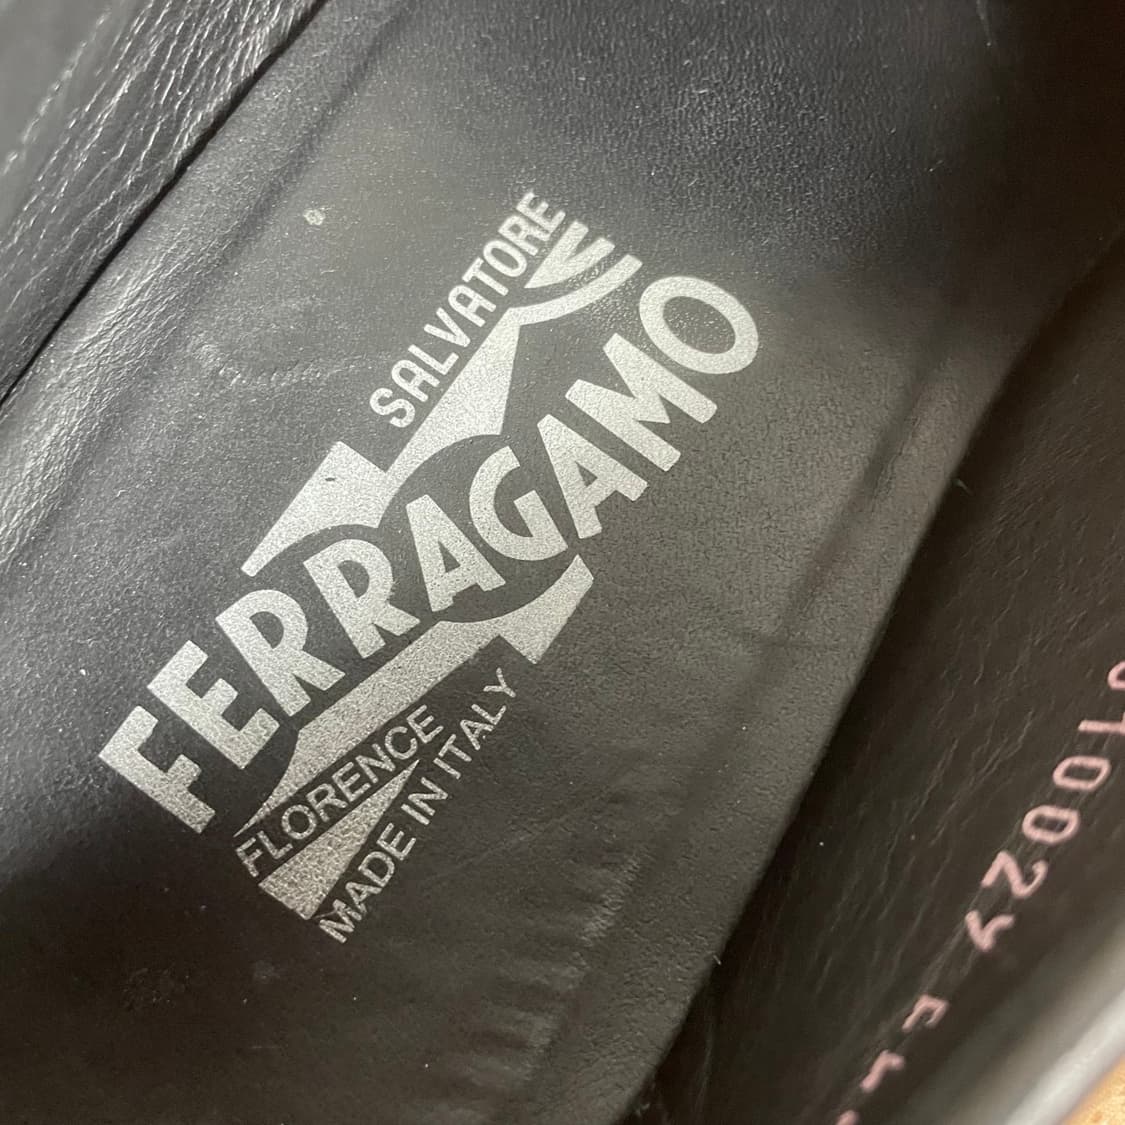 SALVATORE
FERRAGAMO
FLORENCE
MADE IN ITALY